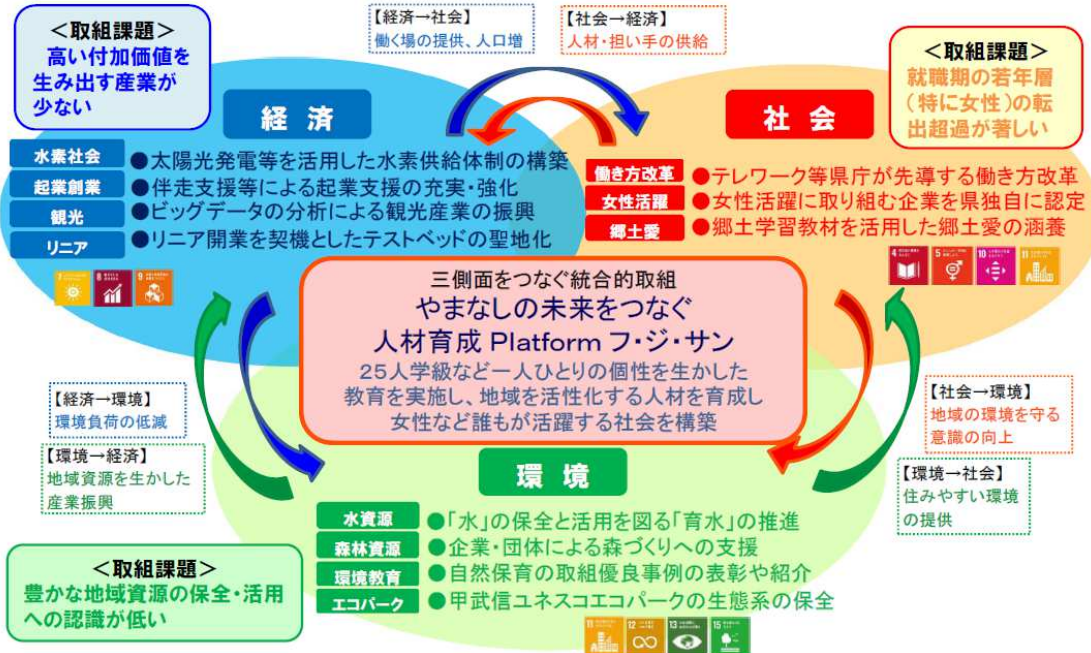 <取組課題>
高い付加価値を
生み出す産業が
少ない
【経済→社会】
働く場の提供、人口増
【社会→経済】
人材・担い手の供給
<取組課題>
就職期の若年層
(特に女性)の転
出超過が著しい
経 済
水素社会 ●太陽光発電等を活用した水素供給体制の構築
起業創業 ●伴走支援等による起業支援の充実・強化
観光 ●ビッグデータの分析による観光産業の振興
リニア ●リニア開業を契機としたテストベッドの聖地化
7
8
9
社 会
働き方改革 ●テレワーク等県庁が先導する働き方改革
女性活躍 ●女性活躍に取り組む企業を県独自に認定
郷土愛 ●郷土学習教材を活用した郷土愛の涵養
4
5
10
11
三側面をつなぐ統合的取組
やまなしの未来をつなぐ
人材育成 Platform フ・ジ・サン
25人学級など一人ひとりの個性を生かした
教育を実施し、地域を活性化する人材を育成し
女性など誰もが活躍する社会を構築
【経済→環境】
環境負荷の低減
【環境→経済】
地域資源を生かした
産業振興
【社会→環境】
地域の環境を守る
意識の向上
【環境→社会】
住みやすい環境
の提供
環 境
水資源 ●「水」の保全と活用を図る「育水」の推進
森林資源 ●企業・団体による森づくりへの支援
環境教育 ●自然保育の取組優良事例の表彰や紹介
エコパーク ●甲武信ユネスコエコパークの生態系の保全
11
12
13
15
<取組課題>
豊かな地域資源の保全・活用
への認識が低い